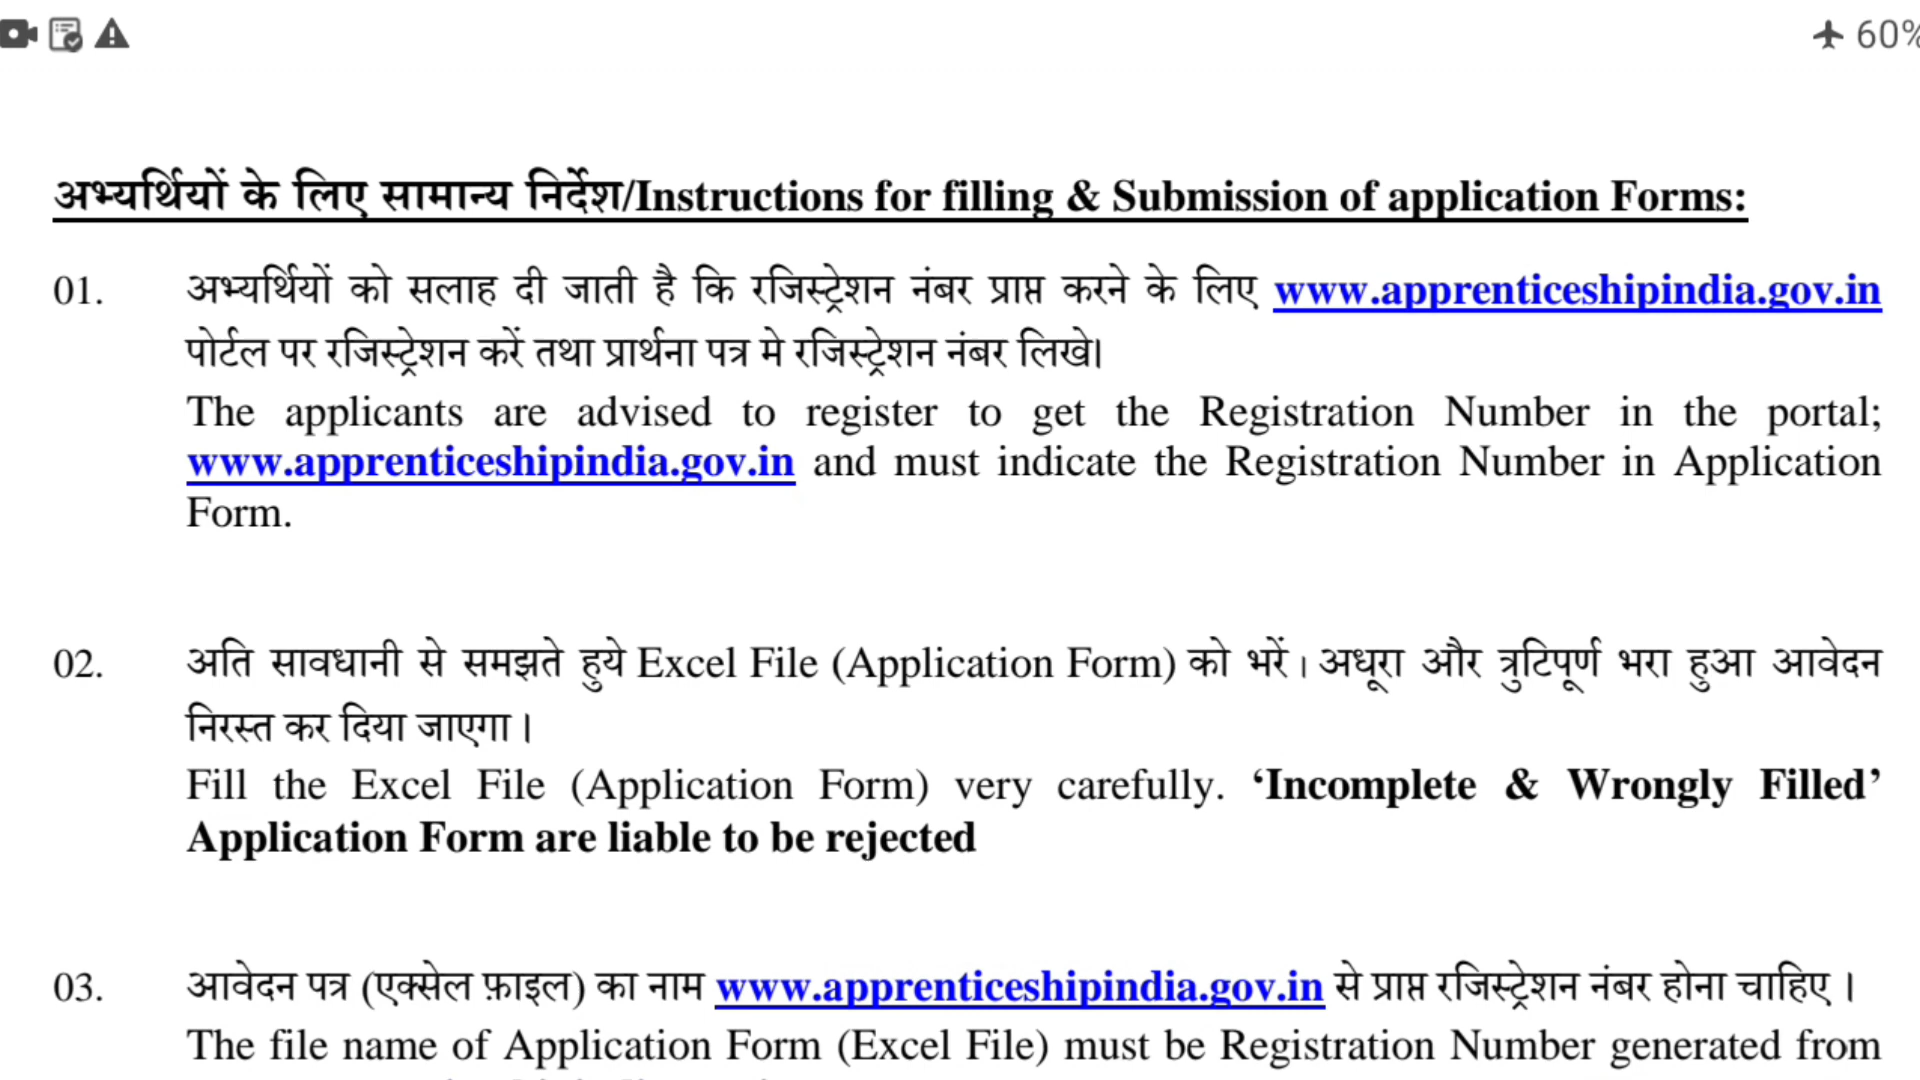 60%
अभ्यर्थियों के लिए सामान्य निर्देश/Instructions for filling & Submission of application Forms:
01. अभ्यर्थियों को सलाह दी जाती है कि रजिस्ट्रेशन नंबर प्राप्त करने के लिए www.apprenticeshipindia.gov.in
पोर्टल पर रजिस्ट्रेशन करें तथा प्रार्थना पत्र मे रजिस्ट्रेशन नंबर लिखे।
The applicants are advised to register to get the Registration Number in the portal;
www.apprenticeshipindia.gov.in and must indicate the Registration Number in Application
Form.
02. अति सावधानी से समझते हुये Excel File (Application Form) को भरें। अधूरा और त्रुटिपूर्ण भरा हुआ आवेदन
निरस्त कर दिया जाएगा।
Fill the Excel File (Application Form) very carefully. ‘Incomplete & Wrongly Filled’
Application Form are liable to be rejected
03. आवेदन पत्र (एक्सेल फ़ाइल) का नाम www.apprenticeshipindia.gov.in से प्राप्त रजिस्ट्रेशन नंबर होना चाहिए ।
The file name of Application Form (Excel File) must be Registration Number generated from